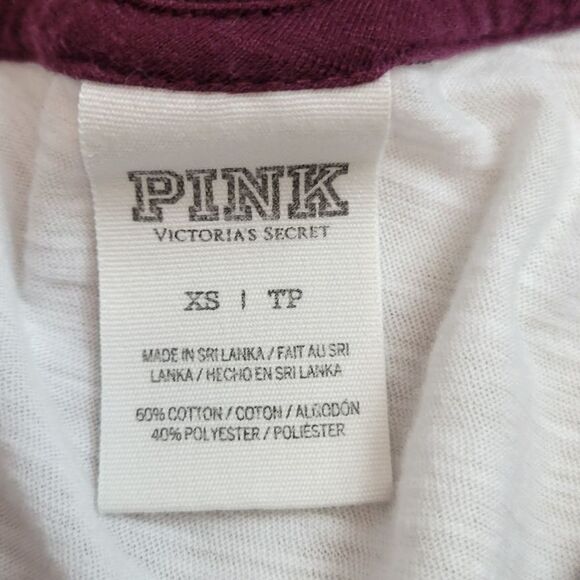 PINK
VICTORIA'S SECRET
XS | TP
MADE IN SRI LANKA / FAIT AU SRI
LANKA / HECHO EN SRI LANKA
60% COTTON / COTON / ALGODÓN
40% POLYESTER / POLIÉSTER